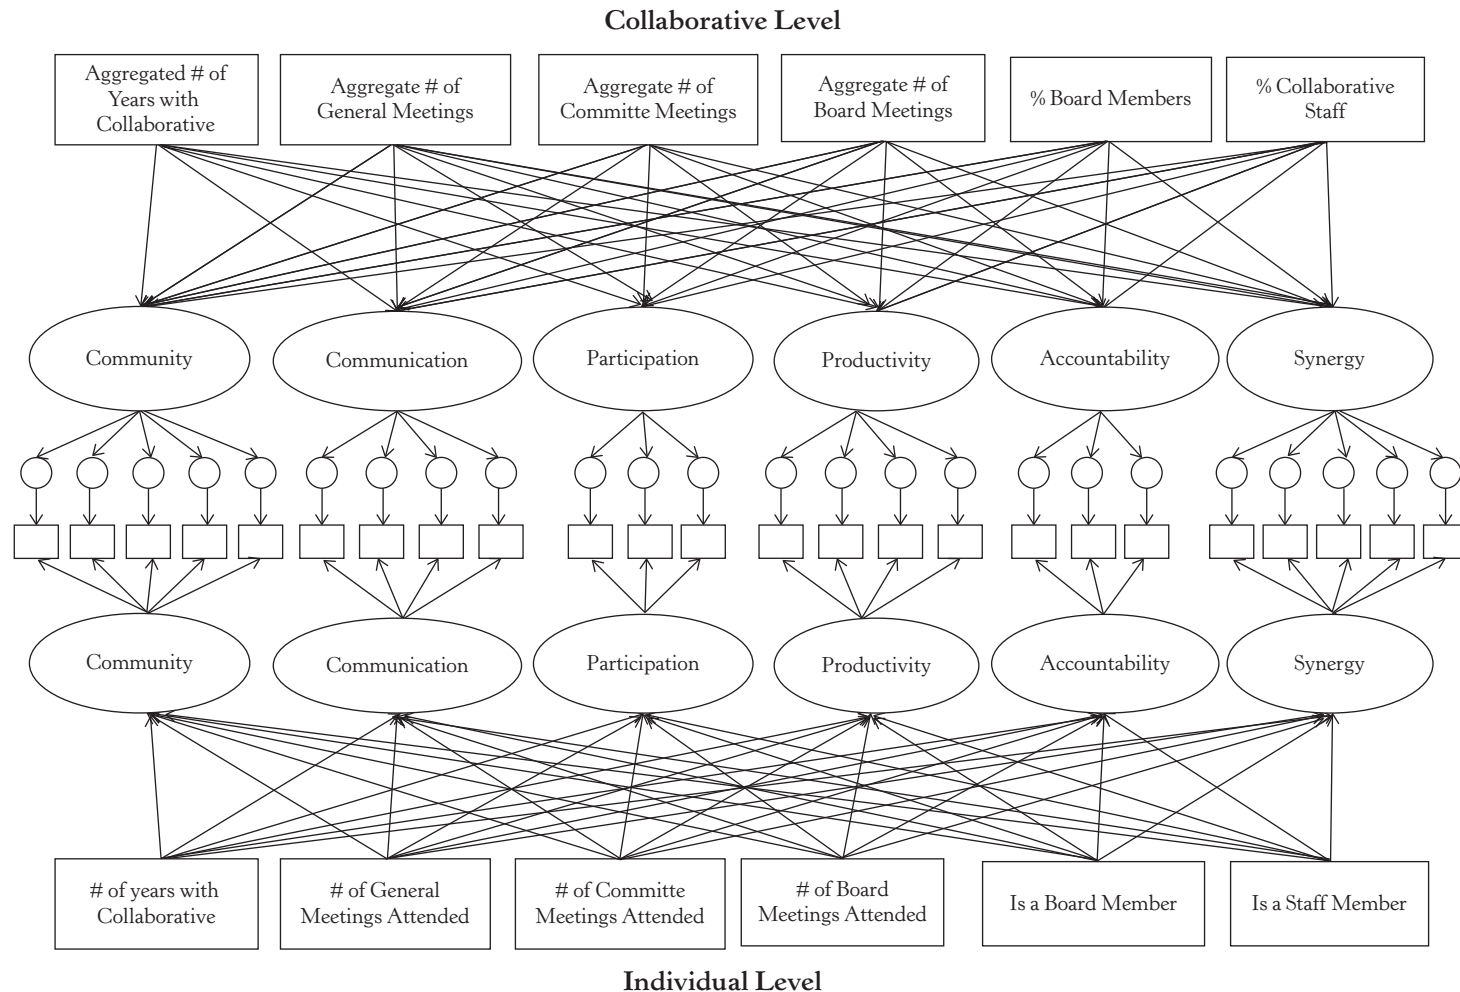 Collaborative Level
Aggregated # of
Years with
Collaborative
Aggregate # of
General Meetings
Aggregate # of
Committe Meetings
Aggregate # of
Board Meetings
% Board Members
% Collaborative
Staff
Community
Communication
Participation
Productivity
Accountability
Synergy
Community
Communication
Participation
Productivity
Accountability
Synergy
# of years with
Collaborative
# of General
Meetings Attended
# of Committe
Meetings Attended
# of Board
Meetings Attended
Is a Board Member
Is a Staff Member
Individual Level